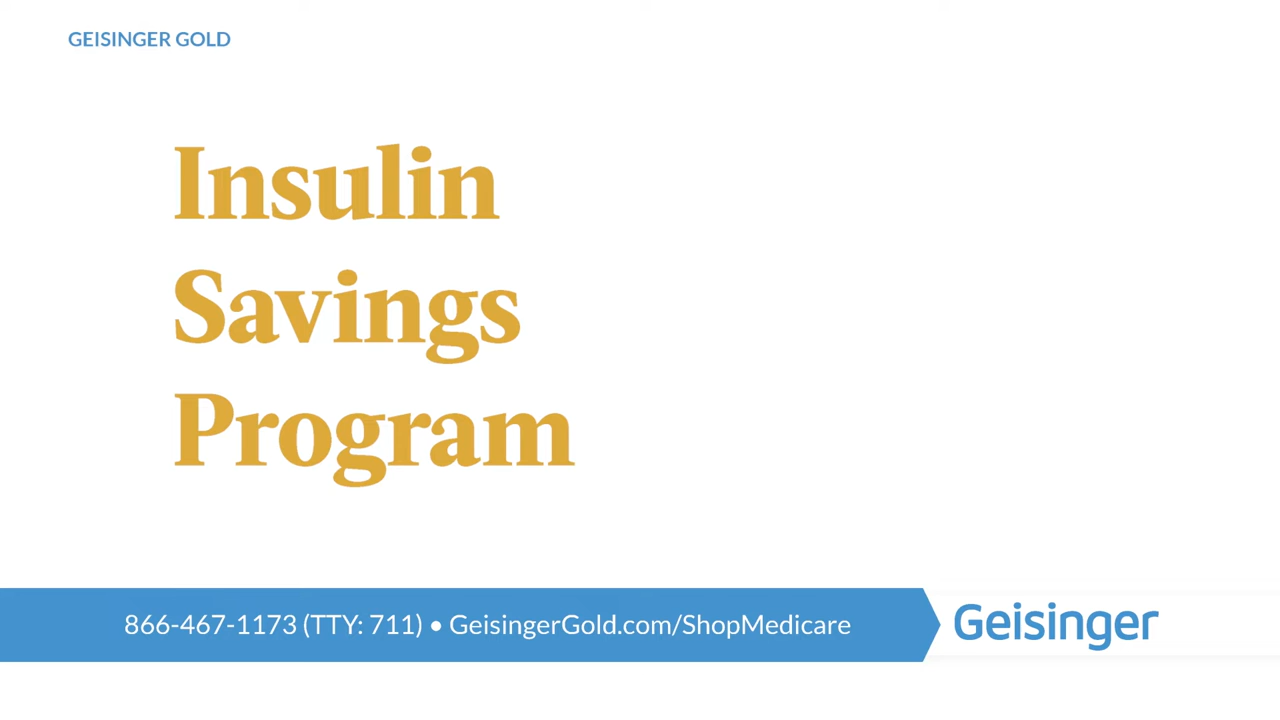 GEISINGER GOLD
Insulin
Savings
Program
866-467-1173 (TTY: 711) • GeisingerGold.com/ShopMedicare
Geisinger